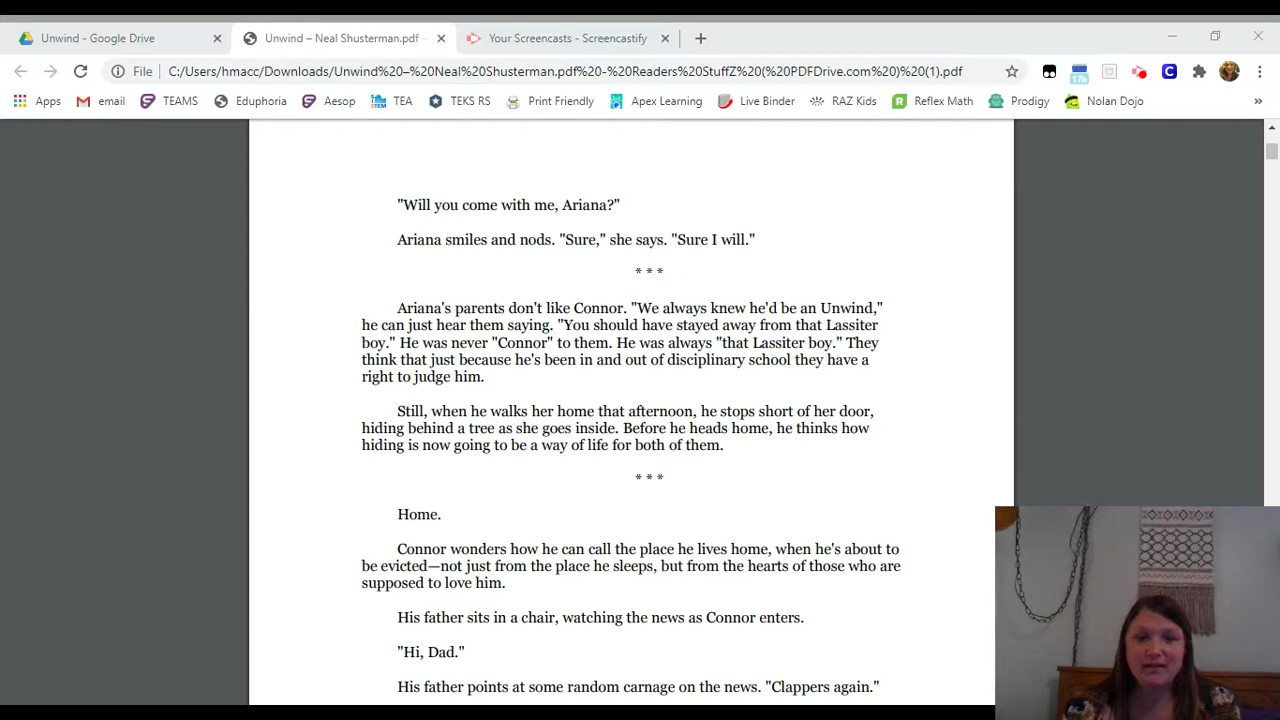 Unwind - Google Drive
Unwind – Neal Shusterman.pdf
Your Screencasts - Screencastify
File
C:/Users/hmacc/Downloads/Unwind%20-%20Neal%20Shusterman.pdf%20-%20Readers%20Stuff7%20(%20PDFDrive.com%20)%20(1).pdf
Apps
email
TEAMS
Eduphoria
Aesop
TEA
TEKS RS
Print Friendly
Apex Learning
Live Binder
RAZ Kids
Reflex Math
Prodigy
Nolan Dojo
"Will you come with me, Ariana?"
Ariana smiles and nods. "Sure," she says. "Sure I will."
* * *
Ariana's parents don't like Connor. "We always knew he'd be an Unwind,"
he can just hear them saying. "You should have stayed away from that Lassiter
boy." He was never "Connor" to them. He was always "that Lassiter boy." They
think that just because he's been in and out of disciplinary school they have a
right to judge him.
Still, when he walks her home that afternoon, he stops short of her door,
hiding behind a tree as she goes inside. Before he heads home, he thinks how
hiding is now going to be a way of life for both of them.
* * *
Home.
Connor wonders how he can call the place he lives home, when he's about to
be evicted—not just from the place he sleeps, but from the hearts of those who are
supposed to love him.
His father sits in a chair, watching the news as Connor enters.
"Hi, Dad."
His father points at some random carnage on the news. "Clappers again."